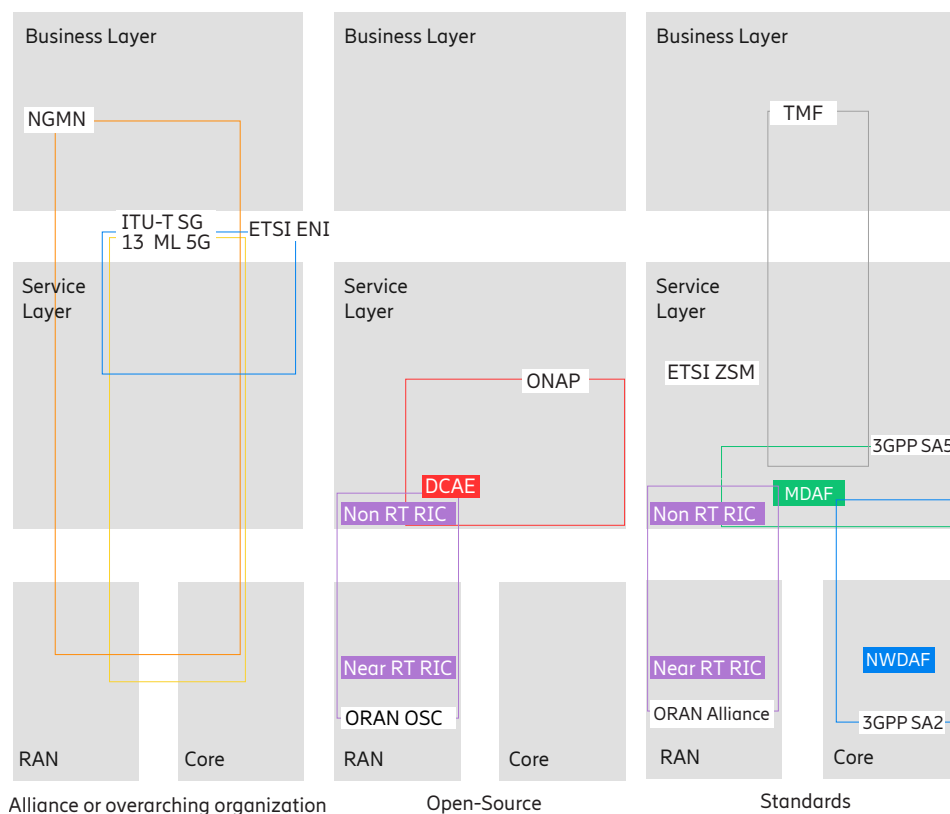 Business Layer
NGMN
ITU-T SG
13 ML 5G
ETSI ENI
Service
Layer
RAN
Core
Alliance or overarching organization
Business Layer
Service
Layer
ONAP
DCAE
Non RT RIC
Near RT RIC
ORAN OSC
RAN
Core
Open-Source
Business Layer
TMF
Service
Layer
ETSI ZSM
3GPP SA5
MDAF
Non RT RIC
Near RT RIC
NWDAF
ORAN Alliance
3GPP SA2
RAN
Core
Standards